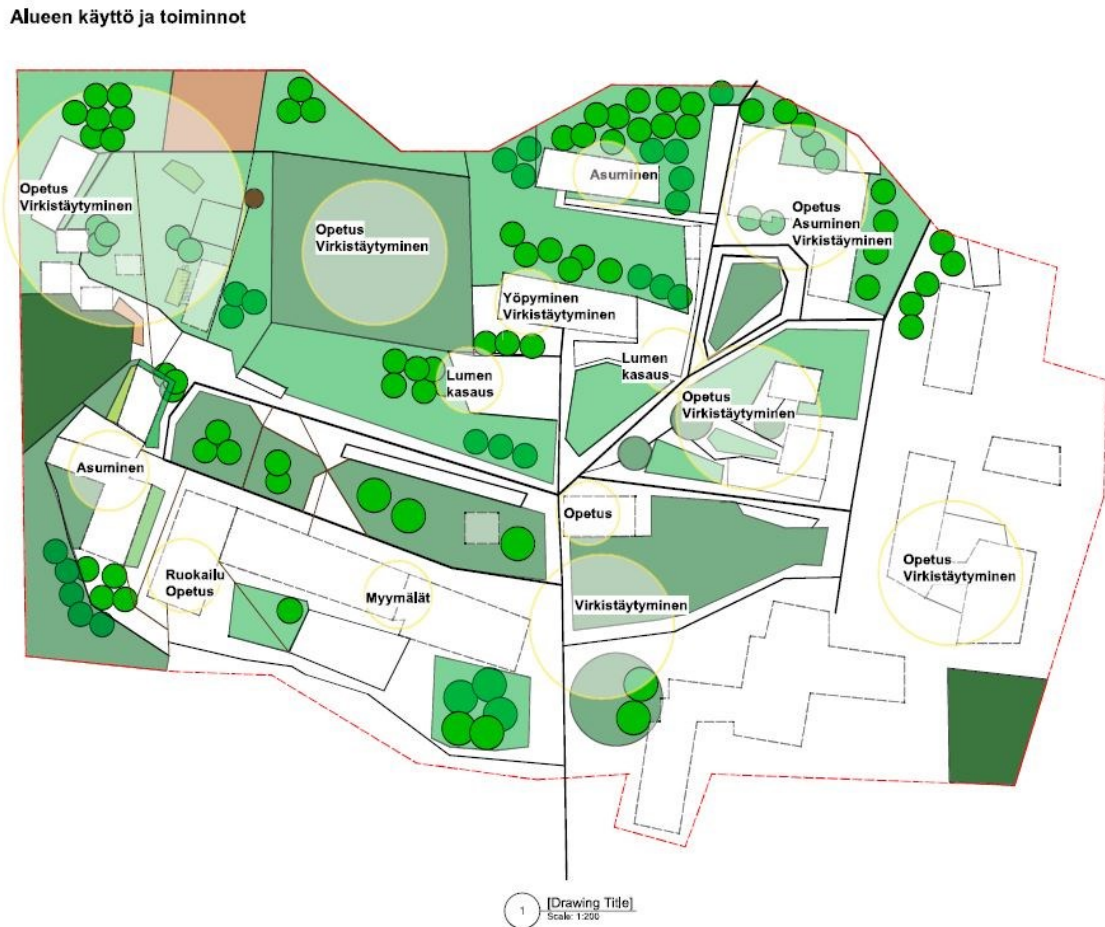 Alueen käyttö ja toiminnot
Opetus
Virkistäytyminen
Opetus
Virkistäytyminen
Asuminen
Opetus
Asuminen
Virkistäyminen
Yöpyminen
Virkistäytyminen
Lumen
kasaus
Lumen
kasaus
Opetus
Virkistäytyminen
Asuminen
Opetus
Ruokailu
Opetus
Myymälät
Virkistäytyminen
Opetus
Virkistäytyminen
1
[Drawing Title]
Scale: 1:200